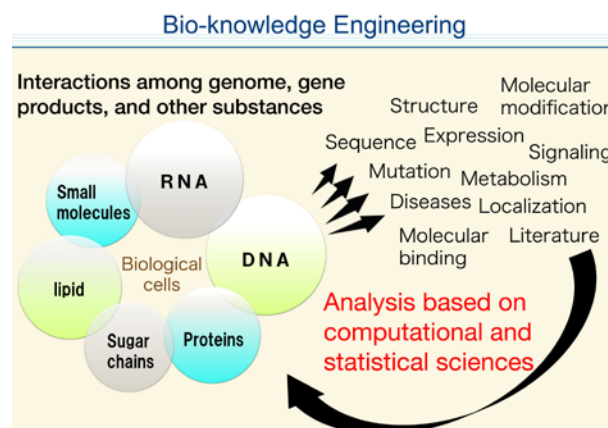 Bio-knowledge Engineering
Interactions among genome, gene
products, and other substances
Structure
Molecular
modification
Sequence
Expression
Signaling
Mutation
Metabolism
Diseases
Localization
Molecular
binding
Literature
RNA
Small
molecules
DNA
Biological
cells
lipid
Sugar
chains
Proteins
Analysis based on
computational and
statistical sciences